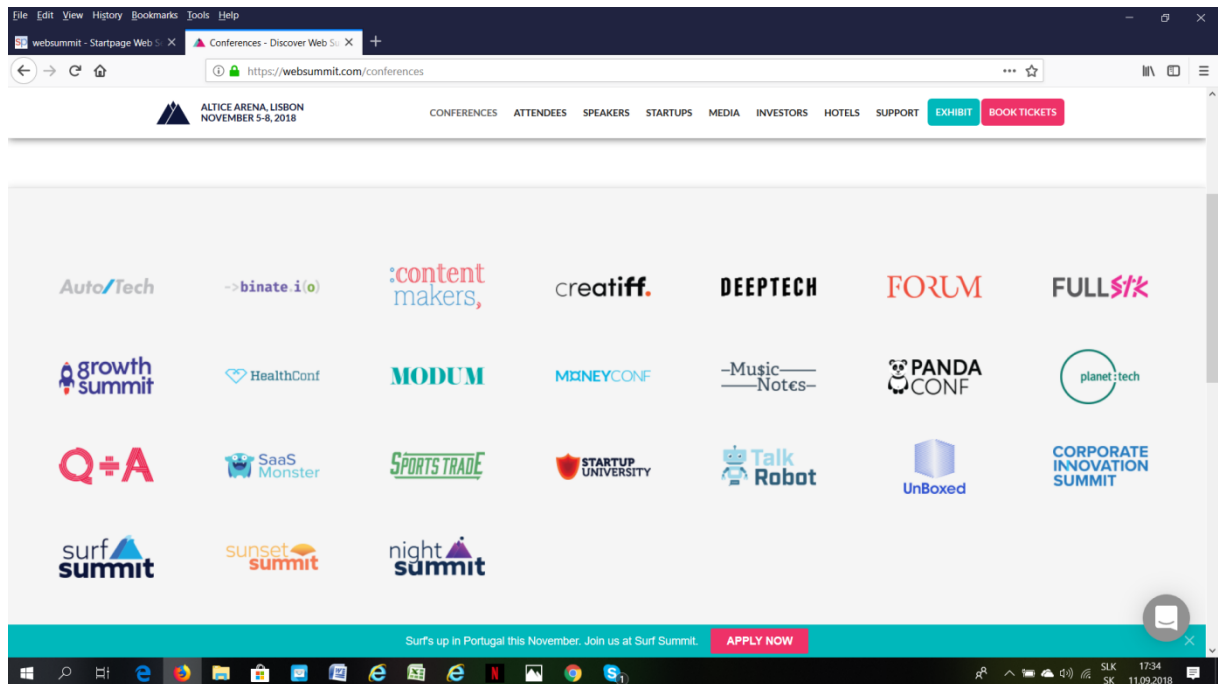 File Edit View History Bookmarks Tools Help
websummit - Startpage Web S
Conferences - Discover Web Su
https://websummit.com/conferences
ALTICE ARENA, LISBON
NOVEMBER 5-8, 2018
CONFERENCES ATTENDEES SPEAKERS STARTUPS MEDIA INVESTORS HOTELS SUPPORT EXHIBIT BOOK TICKETS
Auto/Tech
->binate.i(o)
:content
makers,
creatiff.
DEEPTECH
FORUM
FULLstk
growth
summit
HealthConf
MODUM
MONEYCONF
-Mu$ic—
—Not€s-
PANDA
CONF
planet:tech
Q÷A
SaaS
Monster
SPORTS TRADE
STARTUP
UNIVERSITY
Talk
Robot
UnBoxed
CORPORATE
INNOVATION
SUMMIT
surf
summit
sunset
summit
night
summit
Surf's up in Portugal this November. Join us at Surf Summit. APPLY NOW
SLK 17:34
SK 11.09.2018